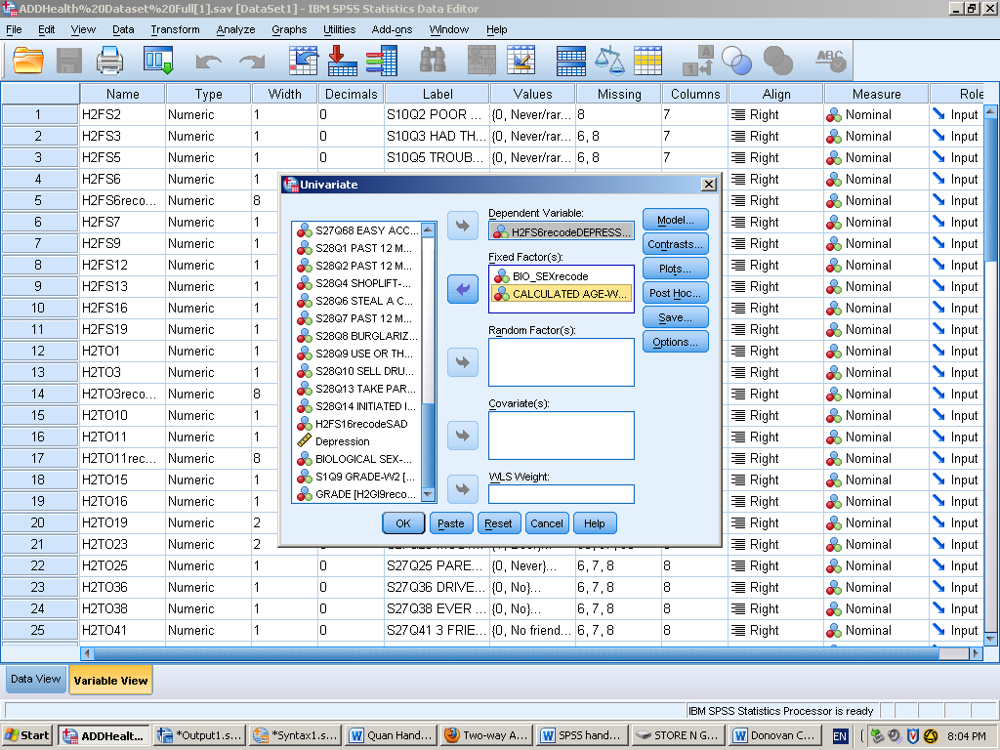 ADDHealth%20Dataset%20Full[1].sav [DataSet1] - IBM SPSS Statistics Data Editor
File Edit View Data Transform Analyze Graphs Utilities Add-ons Window Help
Name Type Width Decimals Label Values Missing Columns Align Measure Role
1 H2FS2 Numeric 1 0 S10Q2 POOR ... {0, Never/rar... 8 7 Right Nominal Input
2 H2FS3 Numeric 1 0 S10Q3 HAD TH... {0, Never/rar... 6, 8 7 Right Nominal Input
3 H2FS5 Numeric 1 0 S10Q5 TROUB... {0, Never/rar... 6, 8 7 Right Nominal Input
4 H2FS6 Numeric 1 Right Nominal Input
5 H2FS6reco... Numeric 8 Right Nominal Input
6 H2FS7 Numeric 1 Right Nominal Input
7 H2FS9 Numeric 1 Right Nominal Input
8 H2FS12 Numeric 1 Right Nominal Input
9 H2FS13 Numeric 1 Right Nominal Input
10 H2FS16 Numeric 1 Right Nominal Input
11 H2FS19 Numeric 1 Right Nominal Input
12 H2TO1 Numeric 1 Right Nominal Input
13 H2TO3 Numeric 1 Right Nominal Input
14 H2TO3reco... Numeric 8 Right Nominal Input
15 H2TO10 Numeric 1 Right Nominal Input
16 H2TO11 Numeric 1 Right Nominal Input
17 H2TO11rec... Numeric 8 Right Nominal Input
18 H2TO15 Numeric 1 Right Nominal Input
19 H2TO16 Numeric 1 Right Nominal Input
20 H2TO19 Numeric 2 Right Nominal Input
21 H2TO23 Numeric 2 Right Nominal Input
22 H2TO25 Numeric 1 0 S27Q25 PARE... {0, Never}... 6, 7, 8 8 Right Nominal Input
23 H2TO36 Numeric 1 0 S27Q36 DRIVE... {0, No}... 6, 7, 8 8 Right Nominal Input
24 H2TO38 Numeric 1 0 S27Q38 EVER ... {0, No}... 6, 7, 8 8 Right Nominal Input
25 H2TO41 Numeric 1 0 S27Q41 3 FRIE... {0, No friend... 6, 7, 8 8 Right Nominal Input
Univariate
S27Q68 EASY ACC...
S28Q1 PAST 12 M...
S28Q2 PAST 12 M...
S28Q4 SHOPLIFT-...
S28Q6 STEAL A C...
S28Q7 PAST 12 M...
S28Q8 BURGLARIZ...
S28Q9 USE OR TH...
S28Q10 SELL DRU...
S28Q13 TAKE PAR...
S28Q14 INITIATED I...
H2FS16recodeSAD
Depression
BIOLOGICAL SEX-...
S1Q9 GRADE-W2 [...
GRADE [H2GI9reco...
Dependent Variable:
H2FS6recodeDEPRESS...
Fixed Factor(s):
BIO_SEXrecode
CALCULATED AGE-W...
Random Factor(s):
Covariate(s):
WLS Weight:
Model...
Contrasts...
Plots...
Post Hoc...
Save...
Options...
OK Paste Reset Cancel Help
Data View Variable View
IBM SPSS Statistics Processor is ready
Start ADDHealt... *Output1.s... *Syntax1.s... Quan Hand... Two-way A... SPSS hand... STORE N G... Donovan C... EN 8:04 PM